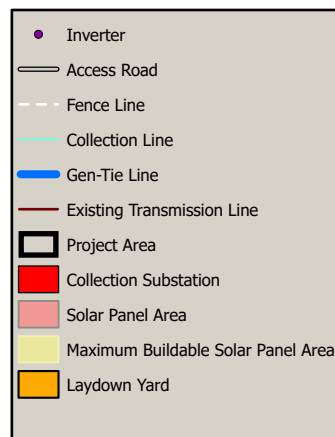 Inverter
Access Road
Fence Line
Collection Line
Gen-Tie Line
Existing Transmission Line
Project Area
Collection Substation
Solar Panel Area
Maximum Buildable Solar Panel Area
Laydown Yard